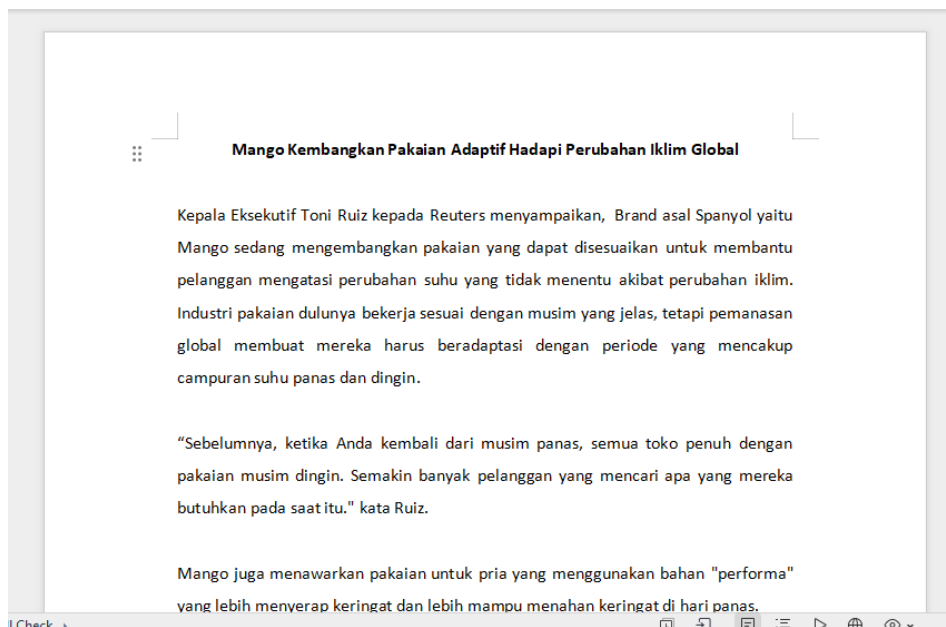 Mango Kembangkan Pakaian Adaptif Hadapi Perubahan Iklim Global
Kepala Eksekutif Toni Ruiz kepada Reuters menyampaikan,  Brand asal Spanyol yaitu
Mango sedang mengembangkan pakaian yang dapat disesuaikan untuk membantu
pelanggan mengatasi perubahan suhu yang tidak menentu akibat perubahan iklim.
Industri pakaian dulunya bekerja sesuai dengan musim yang jelas, tetapi pemanasan
global membuat mereka harus beradaptasi dengan periode yang mencakup
campuran suhu panas dan dingin.
“Sebelumnya, ketika Anda kembali dari musim panas, semua toko penuh dengan
pakaian musim dingin. Semakin banyak pelanggan yang mencari apa yang mereka
butuhkan pada saat itu." kata Ruiz.
Mango juga menawarkan pakaian untuk pria yang menggunakan bahan "performa"
yang lebih menyerap keringat dan lebih mampu menahan keringat di hari panas.
Check